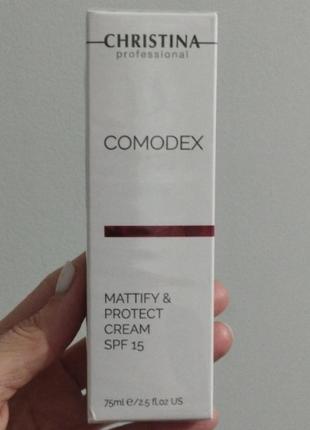 CHRISTINA
professional
COMODEX
MATTIFY &
PROTECT
CREAM
SPF 15
75ml e/2.5 fl.oz US